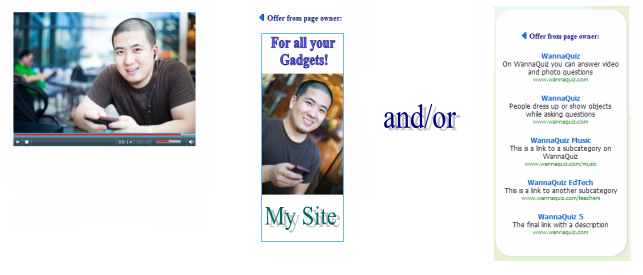 00:14 / 00:15
Offer from page owner:
For all your
Gadgets!
My Site
and/or
Offer from page owner:
WannaQuiz
On WannaQuiz you can answer video
and photo questions
www.wannaquiz.com
WannaQuiz
People dress up or show objects
while asking questions
www.wannaquiz.com
WannaQuiz Music
This is a link to a subcategory on
WannaQuiz
www.wannaquiz.com/music
WannaQuiz EdTech
This is a link to another subcategory
www.wannaquiz.com/teachers
WannaQuiz 5
The final link with a description
www.wannaquiz.com